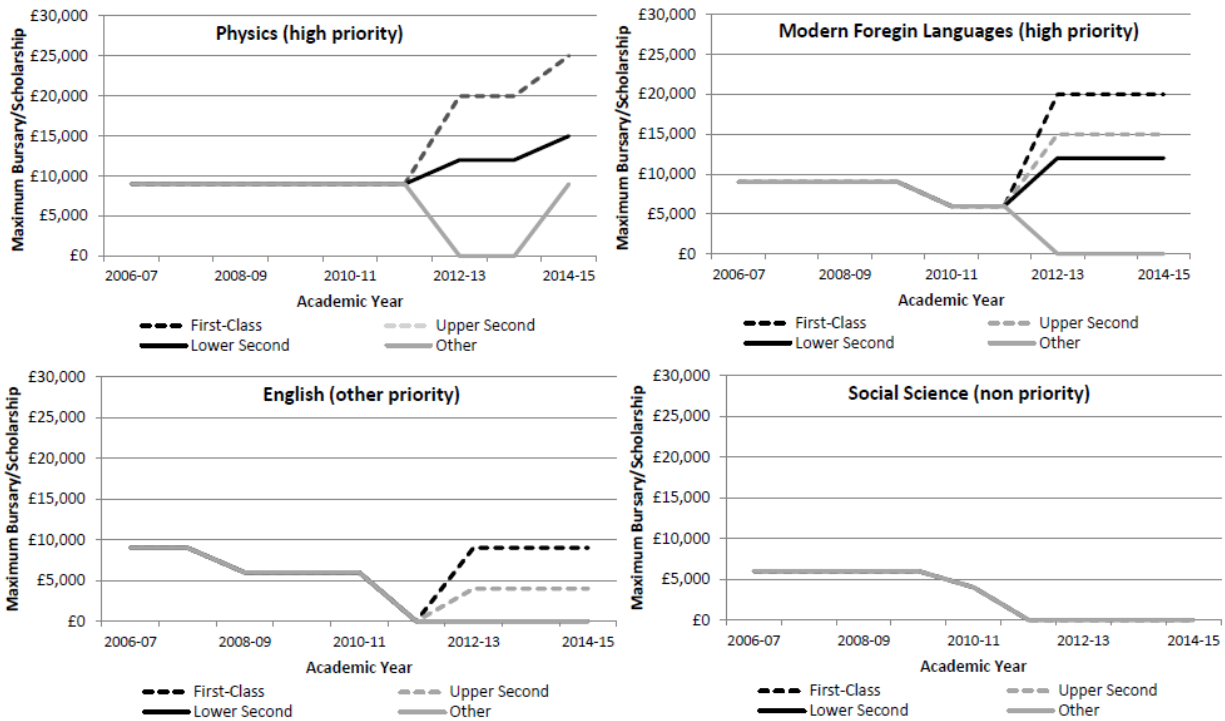 Physics (high priority)
Maximum Bursary/Scholarship
£30,000
£25,000
£20,000
£15,000
£10,000
£5,000
£0
2006-07 2008-09 2010-11 2012-13 2014-15
Academic Year
First-Class Upper Second
Lower Second Other
Modern Foregin Languages (high priority)
Maximum Bursary/Scholarship
£30,000
£25,000
£20,000
£15,000
£10,000
£5,000
£0
2006-07 2008-09 2010-11 2012-13 2014-15
Academic Year
First-Class Upper Second
Lower Second Other
English (other priority)
Maximum Bursary/Scholarship
£30,000
£25,000
£20,000
£15,000
£10,000
£5,000
£0
2006-07 2008-09 2010-11 2012-13 2014-15
Academic Year
First-Class Upper Second
Lower Second Other
Social Science (non priority)
Maximum Bursary/Scholarship
£30,000
£25,000
£20,000
£15,000
£10,000
£5,000
£0
2006-07 2008-09 2010-11 2012-13 2014-15
Academic Year
First-Class Upper Second
Lower Second Other